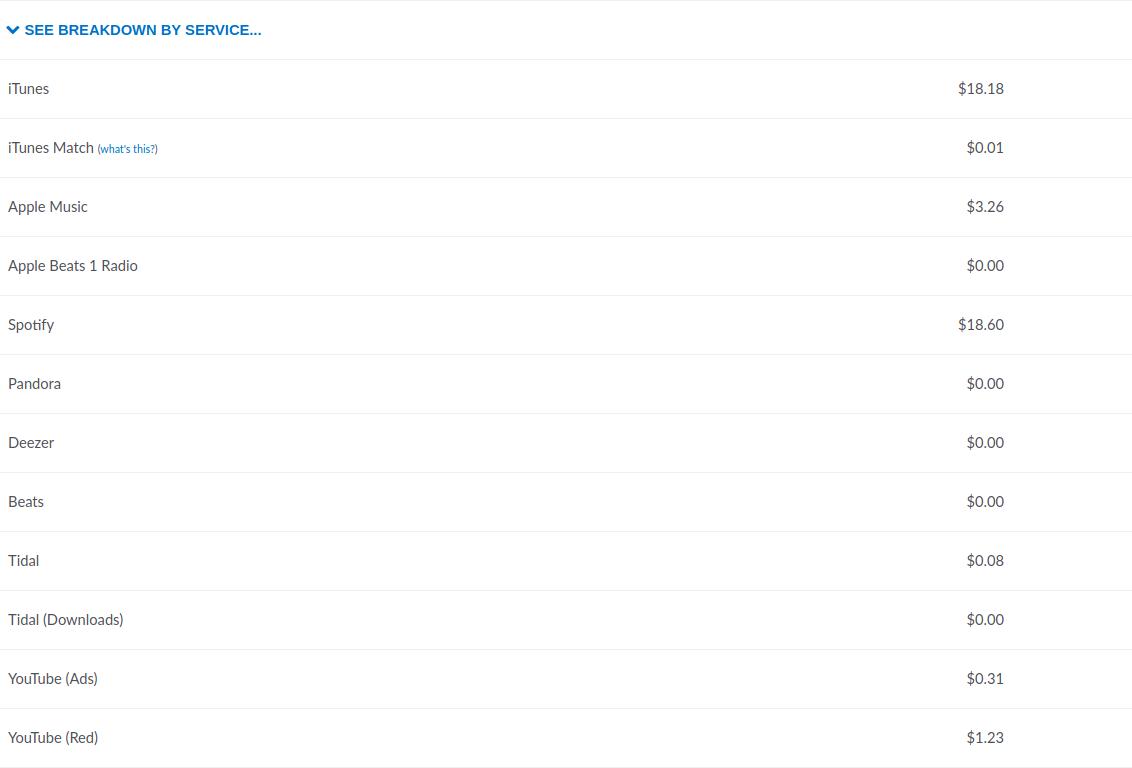 SEE BREAKDOWN BY SERVICE...
iTunes $18.18
iTunes Match (what's this?) $0.01
Apple Music $3.26
Apple Beats 1 Radio $0.00
Spotify $18.60
Pandora $0.00
Deezer $0.00
Beats $0.00
Tidal $0.08
Tidal (Downloads) $0.00
YouTube (Ads) $0.31
YouTube (Red) $1.23